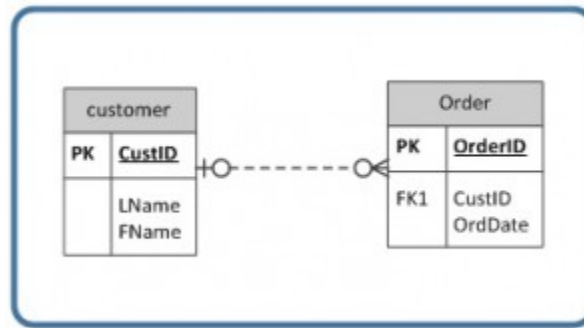 customer
PK CustID
LName
FName
Order
PK OrderID
FK1 CustID
OrdDate